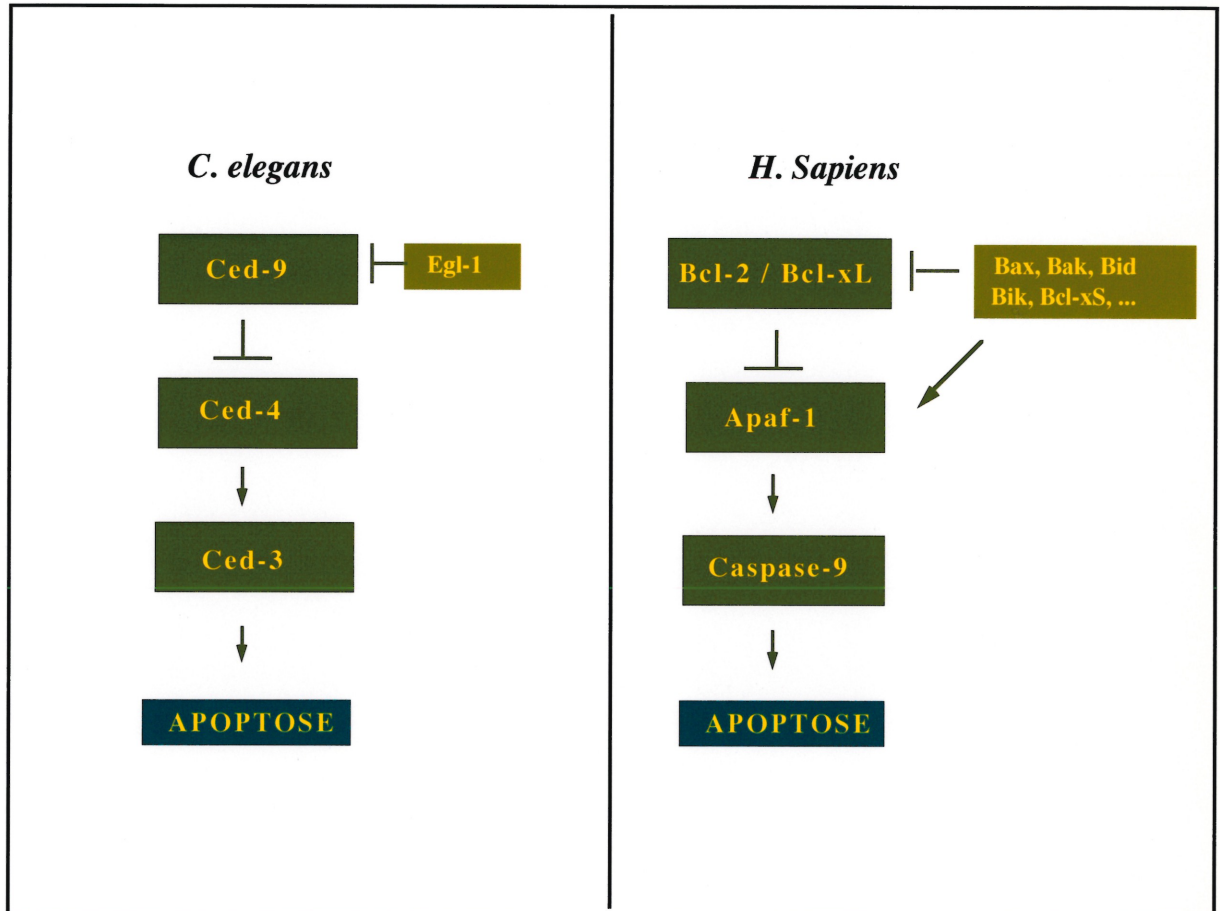 C. elegans
Ced-9
Egl-1
Ced-4
Ced-3
APOPTOSE
H. Sapiens
Bcl-2 / Bcl-xL
Bax, Bak, Bid
Bik, Bcl-xS, ...
Apaf-1
Caspase-9
APOPTOSE